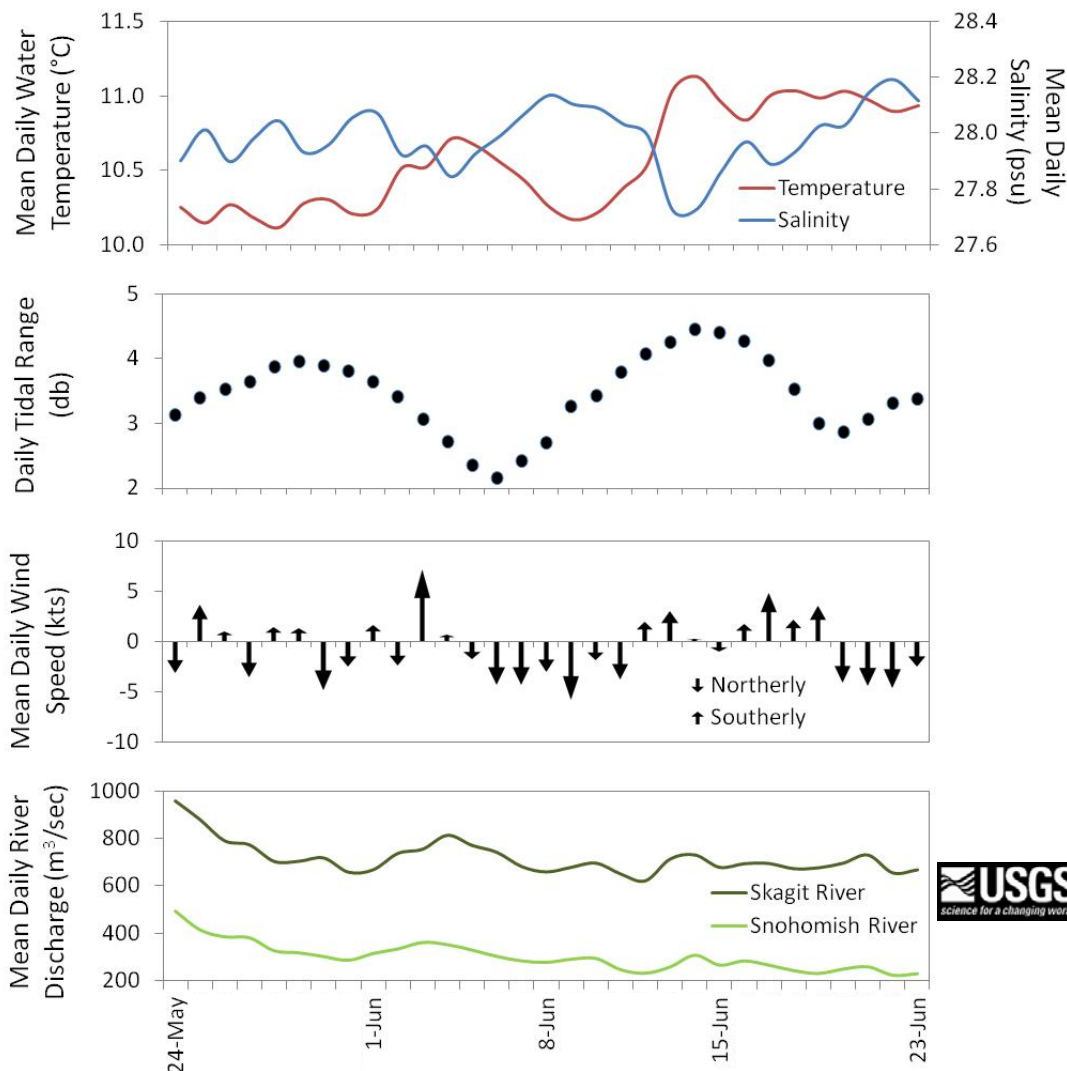 Mean Daily Water
Temperature (°C)
11.5
11.0
10.5
10.0
28.4
28.2
28.0
27.8
27.6
Mean Daily
Salinity (psu)
Temperature
Salinity
Daily Tidal Range
(db)
5
4
3
2
Mean Daily Wind
Speed (kts)
10
5
0
-5
-10
Northerly
Southerly
Mean Daily River
Discharge (m³/sec)
1000
800
600
400
200
Skagit River
Snohomish River
24-May
1-Jun
8-Jun
15-Jun
23-Jun
USGS
science for a changing